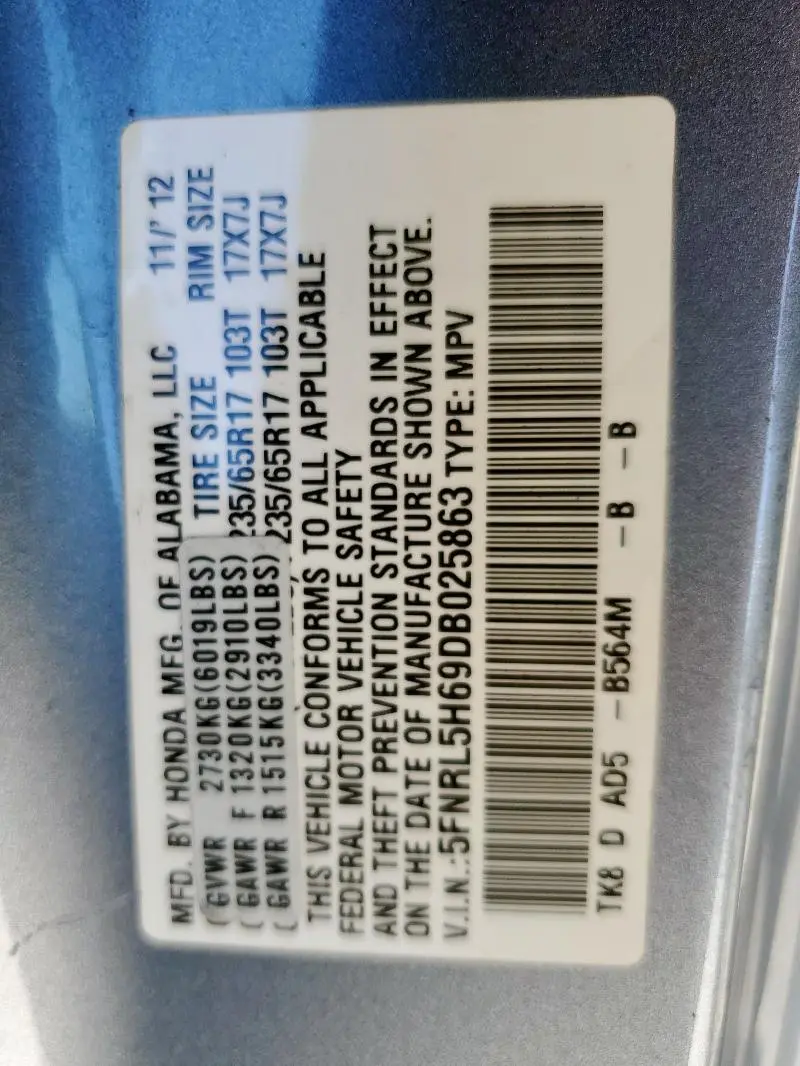 MFD. BY HONDA MFG. OF ALABAMA, LLC 11/'12
TIRE SIZE RIM SIZE
( GVWR 2730KG(6019LBS)
( GAWR F 1320KG(2910LBS) 235/65R17 103T 17X7J
( GAWR R 1515KG(3340LBS) 235/65R17 103T 17X7J
THIS VEHICLE CONFORMS TO ALL APPLICABLE
FEDERAL MOTOR VEHICLE SAFETY
AND THEFT PREVENTION STANDARDS IN EFFECT
ON THE DATE OF MANUFACTURE SHOWN ABOVE.
V.I.N.:5FNRL5H69DB025863 TYPE: MPV
TK8 D AD5 -B564M -B -B